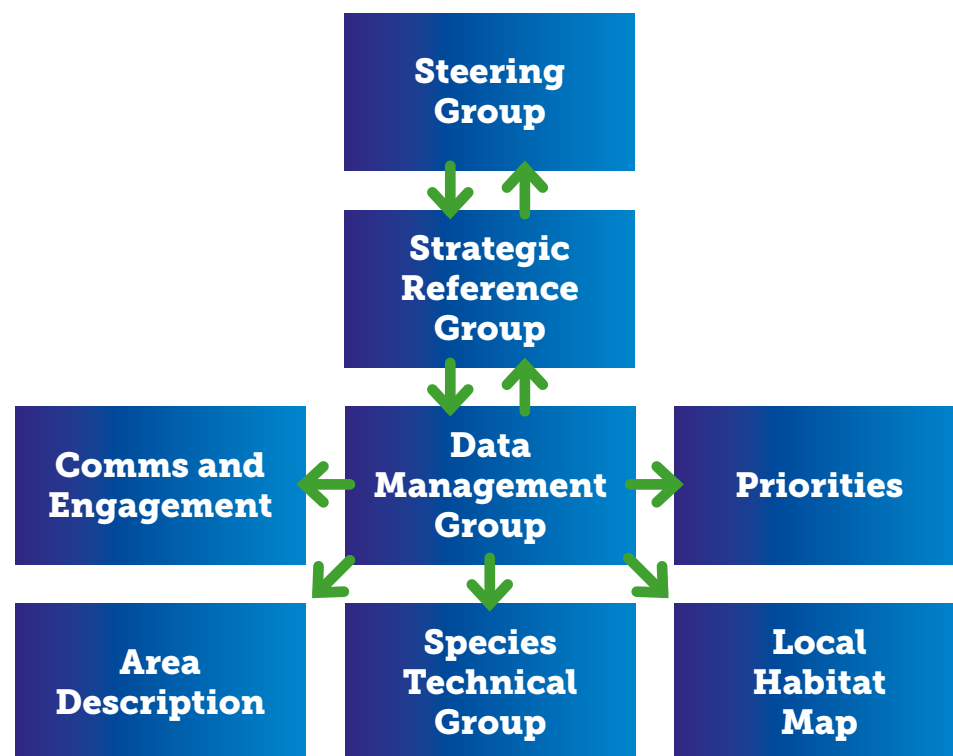 Steering
Group
Strategic
Reference
Group
Comms and
Engagement
Data
Management
Group
Priorities
Area
Description
Species
Technical
Group
Local
Habitat
Map